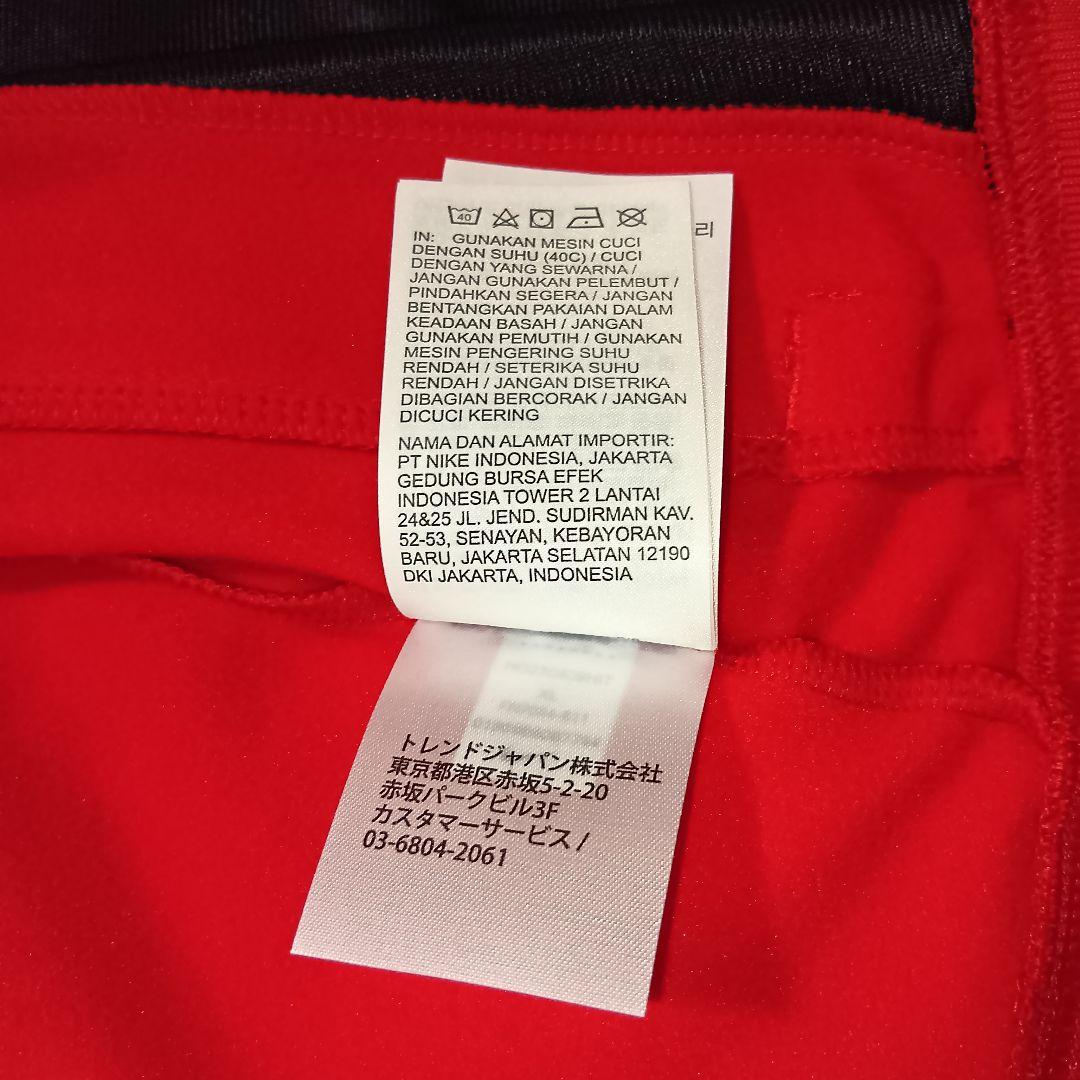 40
IN: GUNAKAN MESIN CUCI
DENGAN SUHU (40C) / CUCI
DENGAN YANG SEWARNA /
JANGAN GUNAKAN PELEMBUT /
PINDAHKAN SEGERA / JANGAN
BENTANGKAN PAKAIAN DALAM
KEADAAN BASAH / JANGAN
GUNAKAN PEMUTIH / GUNAKAN
MESIN PENGERING SUHU
RENDAH / SETERIKA SUHU
RENDAH / JANGAN DISETRIKA
DIBAGIAN BERCORAK / JANGAN
DICUCI KERING
NAMA DAN ALAMAT IMPORTIR:
PT NIKE INDONESIA, JAKARTA
GEDUNG BURSA EFEK
INDONESIA TOWER 2 LANTAI
24&25 JL. JEND. SUDIRMAN KAV.
52-53, SENAYAN, KEBAYORAN
BARU, JAKARTA SELATAN 12190
DKI JAKARTA, INDONESIA
리
トレンドジャパン株式会社
東京都港区赤坂5-2-20
赤坂パークビル3F
カスタマーサービス /
03-6804-2061